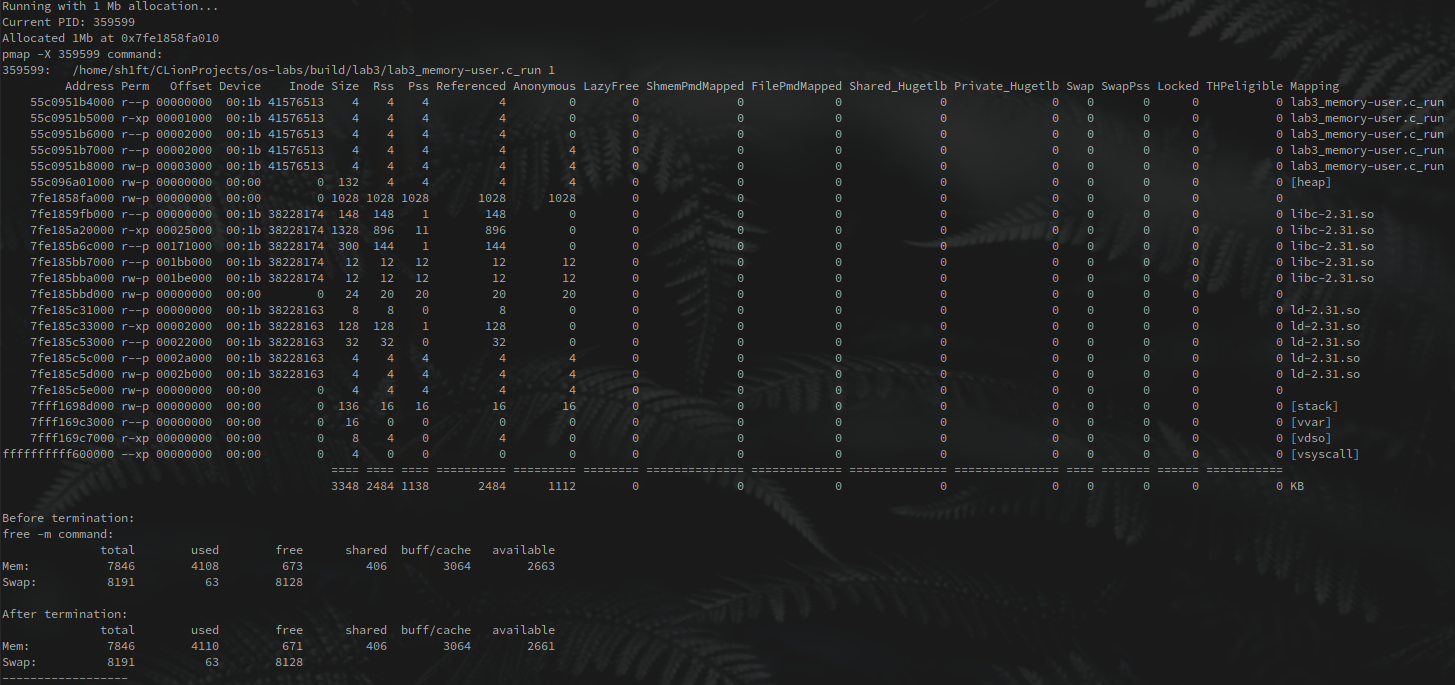 Running with 1 Mb allocation...
Current PID: 359599
Allocated 1Mb at 0x7fe1858fa010
pmap -X 359599 command:
359599:   /home/sh1ft/CLionProjects/os-labs/build/lab3/lab3_memory-user.c_run 1
Address Perm Offset Device Inode Size Rss Pss Referenced Anonymous LazyFree ShmemPmdMapped FilePmdMapped Shared_Hugetlb Private_Hugetlb Swap SwapPss Locked THPeligible Mapping
55c0951b4000 r--p 00000000 00:1b 41576513 4 4 4 4 0 0 0 0 0 0 0 0 0 0 lab3_memory-user.c_run
55c0951b5000 r-xp 00001000 00:1b 41576513 4 4 4 4 0 0 0 0 0 0 0 0 0 0 lab3_memory-user.c_run
55c0951b6000 r--p 00002000 00:1b 41576513 4 4 4 4 0 0 0 0 0 0 0 0 0 0 lab3_memory-user.c_run
55c0951b7000 r--p 00002000 00:1b 41576513 4 4 4 4 4 0 0 0 0 0 0 0 0 0 lab3_memory-user.c_run
55c0951b8000 rw-p 00003000 00:1b 41576513 4 4 4 4 4 0 0 0 0 0 0 0 0 0 lab3_memory-user.c_run
55c096a01000 rw-p 00000000 00:00 0 132 4 4 4 4 0 0 0 0 0 0 0 0 0 [heap]
7fe1858fa000 rw-p 00000000 00:00 0 1028 1028 1028 1028 1028 0 0 0 0 0 0 0 0 0
7fe1859fb000 r--p 00000000 00:1b 38228174 148 148 1 148 0 0 0 0 0 0 0 0 0 0 libc-2.31.so
7fe185a20000 r-xp 00025000 00:1b 38228174 1328 896 11 896 0 0 0 0 0 0 0 0 0 0 libc-2.31.so
7fe185b6c000 r--p 00171000 00:1b 38228174 300 144 1 144 0 0 0 0 0 0 0 0 0 0 libc-2.31.so
7fe185bb7000 r--p 001bb000 00:1b 38228174 12 12 12 12 12 0 0 0 0 0 0 0 0 0 libc-2.31.so
7fe185bba000 rw-p 001be000 00:1b 38228174 12 12 12 12 12 0 0 0 0 0 0 0 0 0 libc-2.31.so
7fe185bbd000 rw-p 00000000 00:00 0 24 20 20 20 20 0 0 0 0 0 0 0 0 0
7fe185c31000 r--p 00000000 00:1b 38228163 8 8 0 8 0 0 0 0 0 0 0 0 0 0 ld-2.31.so
7fe185c33000 r-xp 00002000 00:1b 38228163 128 128 1 128 0 0 0 0 0 0 0 0 0 0 ld-2.31.so
7fe185c53000 r--p 00022000 00:1b 38228163 32 32 0 32 0 0 0 0 0 0 0 0 0 0 ld-2.31.so
7fe185c5c000 r--p 0002a000 00:1b 38228163 4 4 4 4 4 0 0 0 0 0 0 0 0 0 ld-2.31.so
7fe185c5d000 rw-p 0002b000 00:1b 38228163 4 4 4 4 4 0 0 0 0 0 0 0 0 0 ld-2.31.so
7fe185c5e000 rw-p 00000000 00:00 0 4 4 4 4 4 0 0 0 0 0 0 0 0 0
7fff1698d000 rw-p 00000000 00:00 0 136 16 16 16 16 0 0 0 0 0 0 0 0 0 [stack]
7fff169c3000 r--p 00000000 00:00 0 16 0 0 0 0 0 0 0 0 0 0 0 0 0 [vvar]
7fff169c7000 r-xp 00000000 00:00 0 8 4 0 4 0 0 0 0 0 0 0 0 0 0 [vdso]
ffffffffff600000 --xp 00000000 00:00 0 4 0 0 0 0 0 0 0 0 0 0 0 0 0 [vsyscall]
==== ==== ==== ========== ========= ======== ============== ============= ============== =============== ==== ======= ====== ===========
3348 2484 1138 2484 1112 0 0 0 0 0 0 0 0 0 KB
Before termination:
free -m command:
total used free shared buff/cache available
Mem: 7846 4108 673 406 3064 2663
Swap: 8191 63 8128
After termination:
total used free shared buff/cache available
Mem: 7846 4110 671 406 3064 2661
Swap: 8191 63 8128
------------------